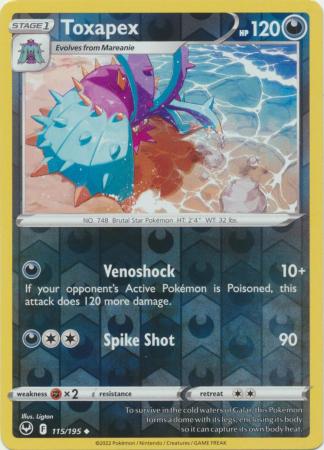 STAGE 1
Toxapex
HP 120
Evolves from Mareanie
NO. 748 Brutal Star Pokémon HT: 2'4" WT: 32 lbs.
Venoshock 10+
If your opponent's Active Pokémon is Poisoned, this
attack does 120 more damage.
Spike Shot 90
weakness ×2 resistance retreat
Illus. Ligton
F 115/195
To survive in the cold waters of Galar, this Pokémon
forms a dome with its legs, enclosing its body
so it can capture its own body heat.
©2022 Pokémon / Nintendo / Creatures / GAME FREAK